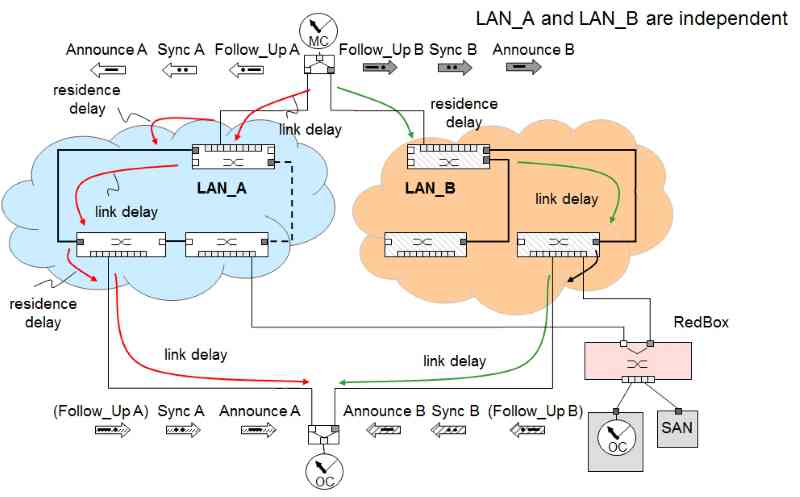 LAN_A and LAN_B are independent
MC
Announce A Sync A Follow_Up A Follow_Up B Sync B Announce B
residence
delay
link delay
residence
delay
LAN_A
LAN_B
link delay
link delay
residence
delay
RedBox
link delay
link delay
(Follow_Up A) Sync A Announce A Announce B Sync B (Follow_Up B)
OC
SAN
OC